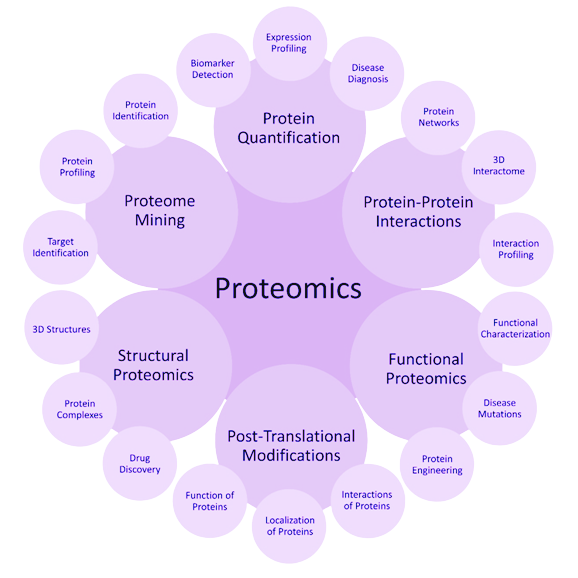 Expression
Profiling
Biomarker
Detection
Disease
Diagnosis
Protein
Quantification
Protein
Identification
Protein
Networks
Protein
Profiling
3D
Interactome
Proteome
Mining
Protein-Protein
Interactions
Target
Identification
Interaction
Profiling
Proteomics
3D Structures
Functional
Characterization
Structural
Proteomics
Functional
Proteomics
Protein
Complexes
Disease
Mutations
Post-Translational
Modifications
Drug
Discovery
Protein
Engineering
Function of
Proteins
Interactions
of Proteins
Localization
of Proteins